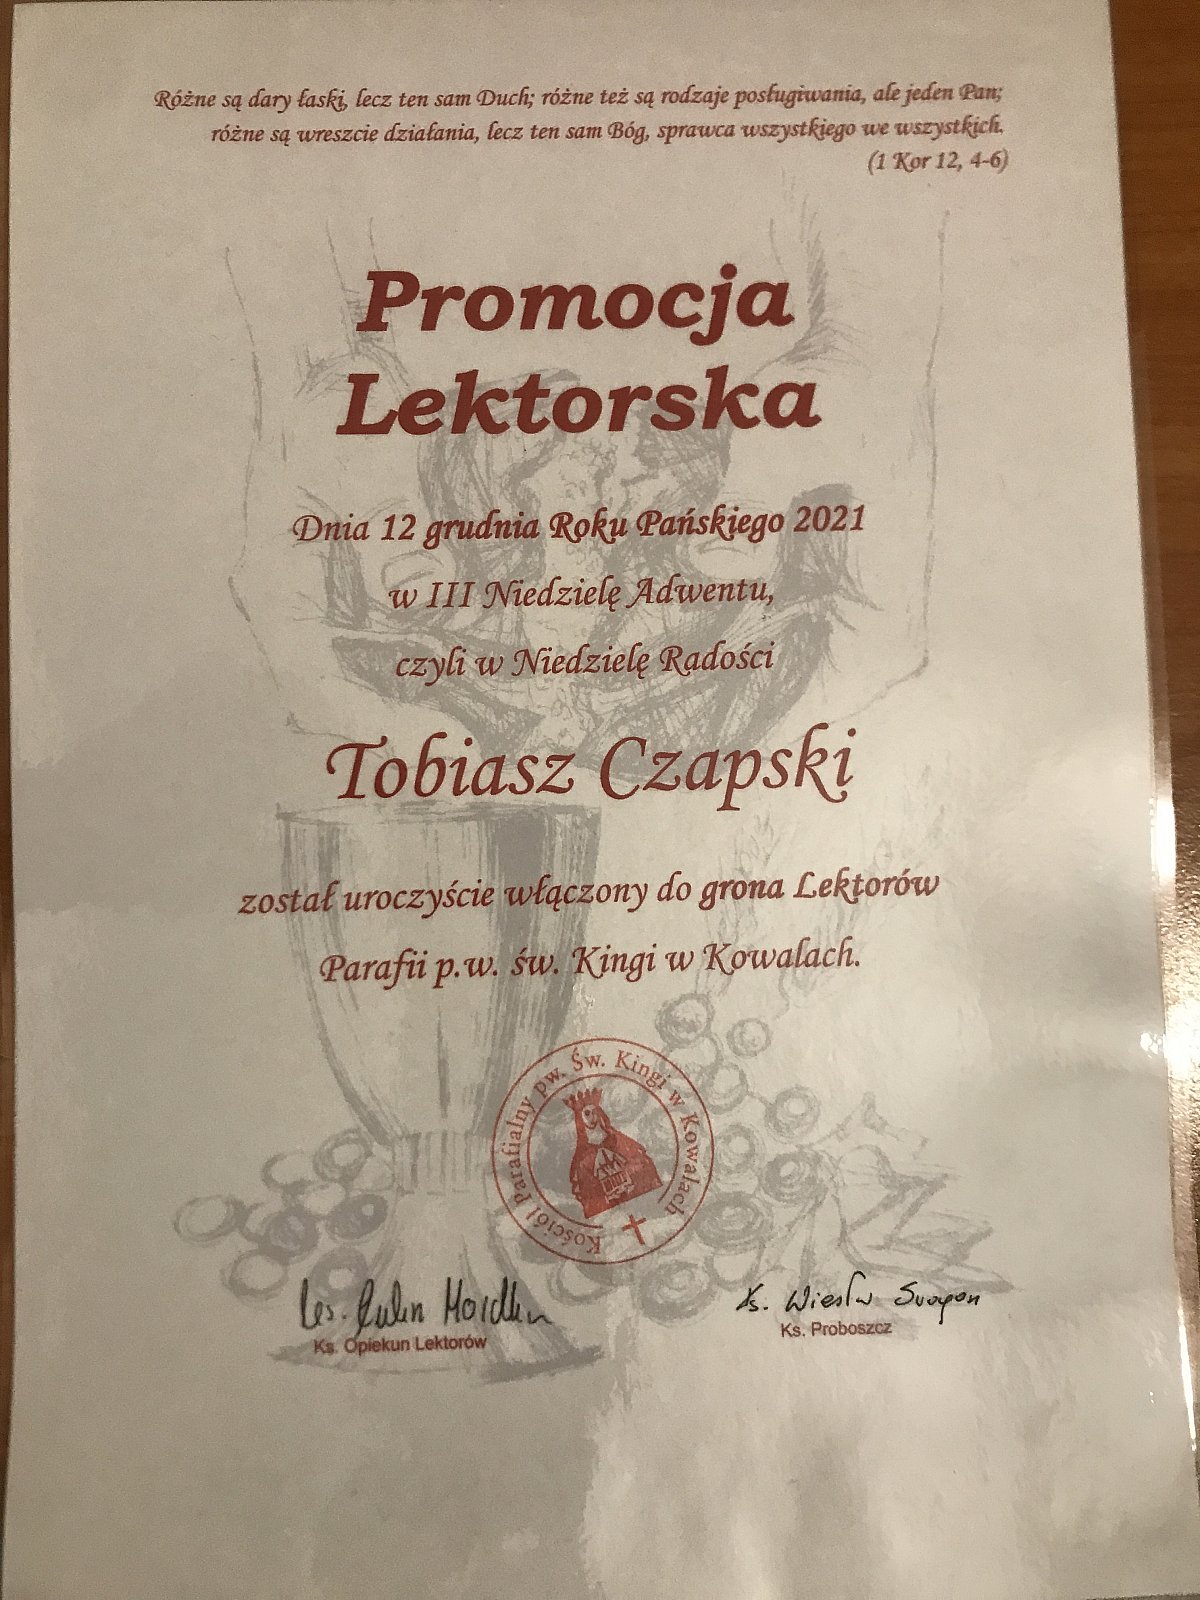 Różne są dary łaski, lecz ten sam Duch; różne też są rodzaje posługiwania, ale jeden Pan;
różne są wreszcie działania, lecz ten sam Bóg, sprawca wszystkiego we wszystkich.
(1 Kor 12, 4-6)
Promocja
Lektorska
Dnia 12 grudnia Roku Pańskiego 2021
w III Niedzielę Adwentu,
czyli w Niedzielę Radości
Tobiasz Czapski
został uroczyście włączony do grona Lektorów
Parafii p.w. św. Kingi w Kowalach.
Kościół Parafialny pw. Św. Kingi w Kowalach
Ks. Wiesław
Ks. Opiekun Lektorów
Ks. Proboszcz